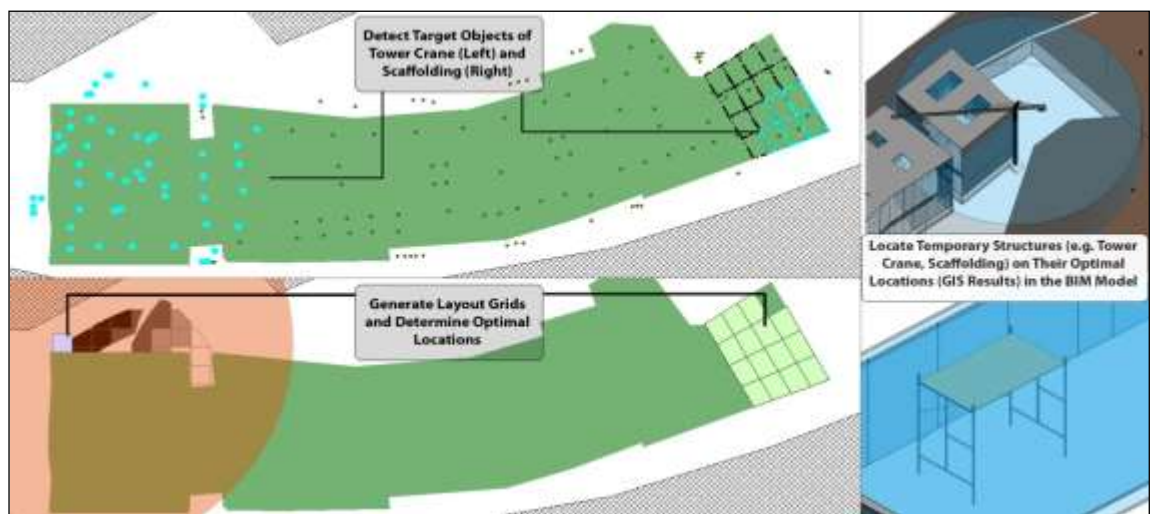 Detect Target Objects of
Tower Crane (Left) and
Scaffolding (Right)
Locate Temporary Structures (e.g. Tower
Crane, Scaffolding) on Their Optimal
Locations (GIS Results) in the BIM Model
Generate Layout Grids
and Determine Optimal
Locations